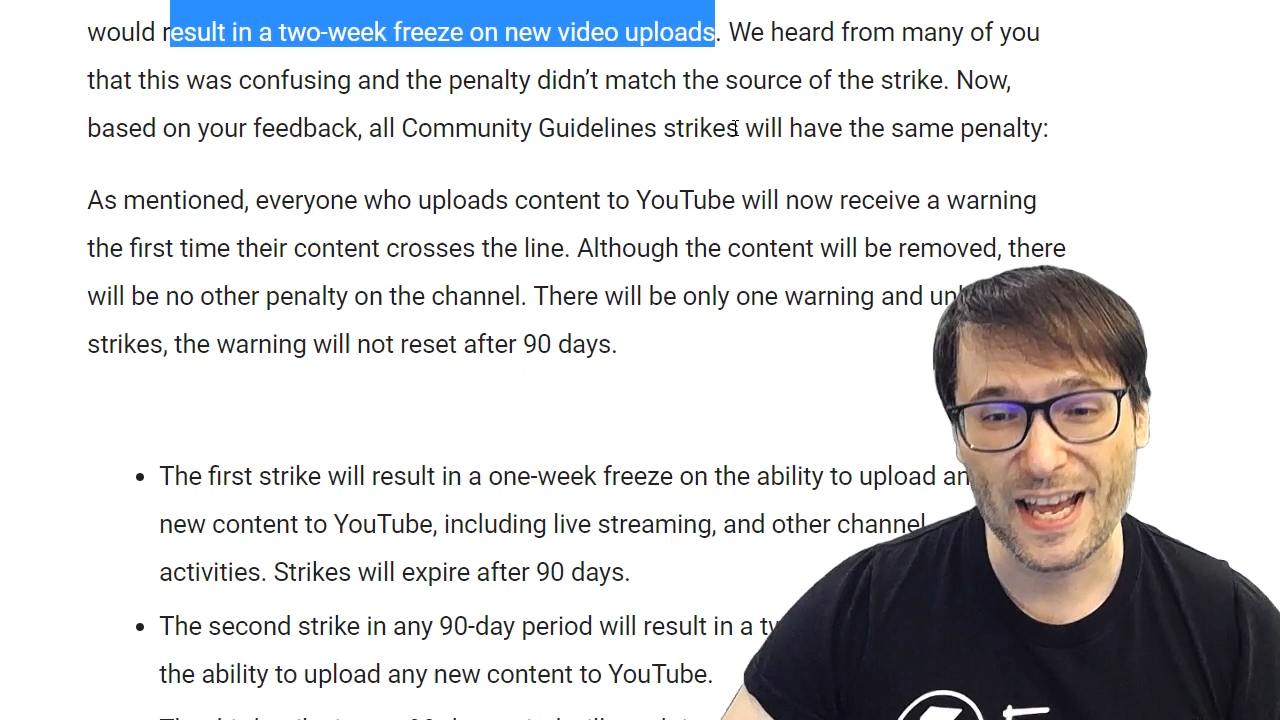 would result in a two-week freeze on new video uploads. We heard from many of you
that this was confusing and the penalty didn’t match the source of the strike. Now,
based on your feedback, all Community Guidelines strikes will have the same penalty:
As mentioned, everyone who uploads content to YouTube will now receive a warning
the first time their content crosses the line. Although the content will be removed, there
will be no other penalty on the channel. There will be only one warning and
strikes, the warning will not reset after 90 days.
• The first strike will result in a one-week freeze on the ability to upload
new content to YouTube, including live streaming, and other channel
activities. Strikes will expire after 90 days.
• The second strike in any 90-day period will result in a
the ability to upload any new content to YouTube.